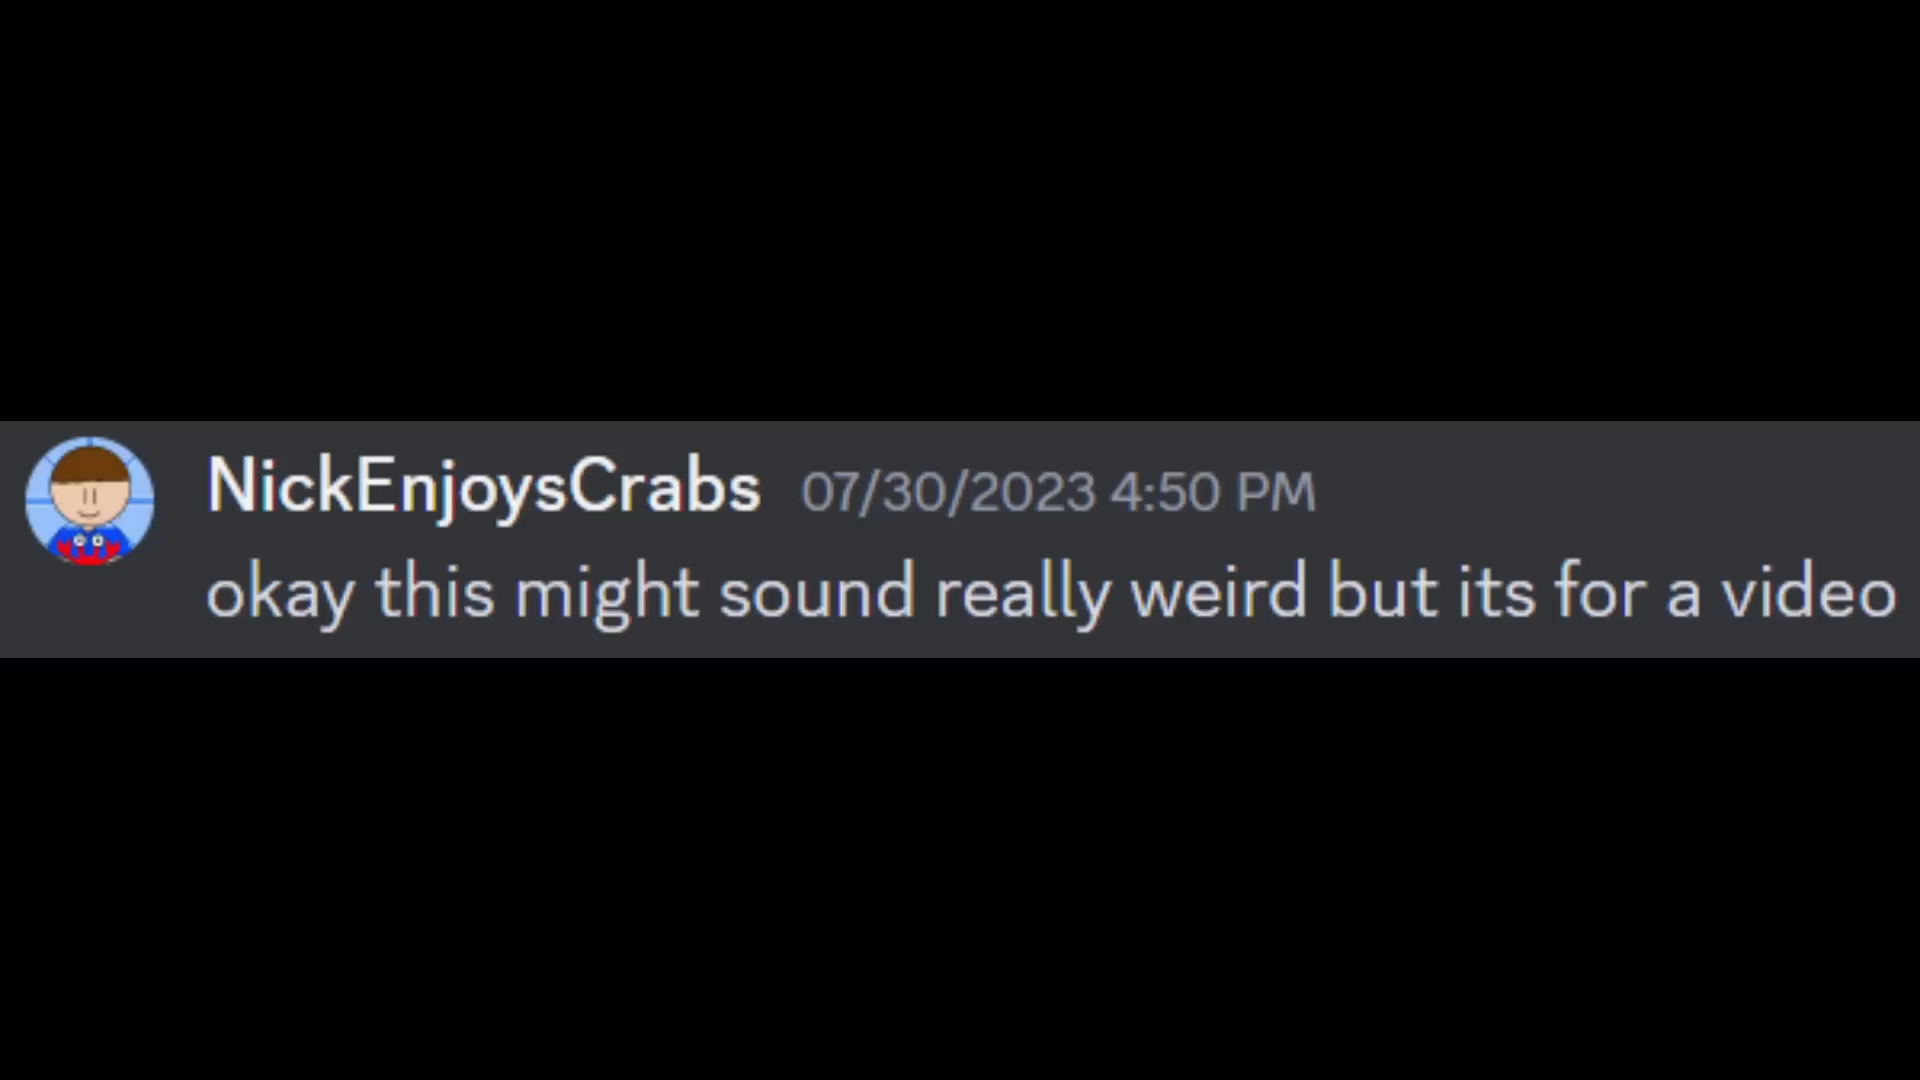 NickEnjoysCrabs 07/30/2023 4:50 PM
okay this might sound really weird but its for a video